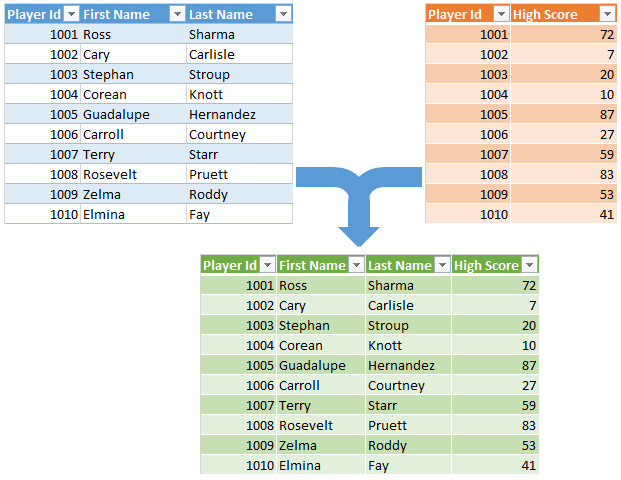 Player Id First Name Last Name
1001 Ross Sharma
1002 Cary Carlisle
1003 Stephan Stroup
1004 Corean Knott
1005 Guadalupe Hernandez
1006 Carroll Courtney
1007 Terry Starr
1008 Rosevelt Pruett
1009 Zelma Roddy
1010 Elmina Fay
Player Id High Score
1001 72
1002 7
1003 20
1004 10
1005 87
1006 27
1007 59
1008 83
1009 53
1010 41
Player Id First Name Last Name High Score
1001 Ross Sharma 72
1002 Cary Carlisle 7
1003 Stephan Stroup 20
1004 Corean Knott 10
1005 Guadalupe Hernandez 87
1006 Carroll Courtney 27
1007 Terry Starr 59
1008 Rosevelt Pruett 83
1009 Zelma Roddy 53
1010 Elmina Fay 41